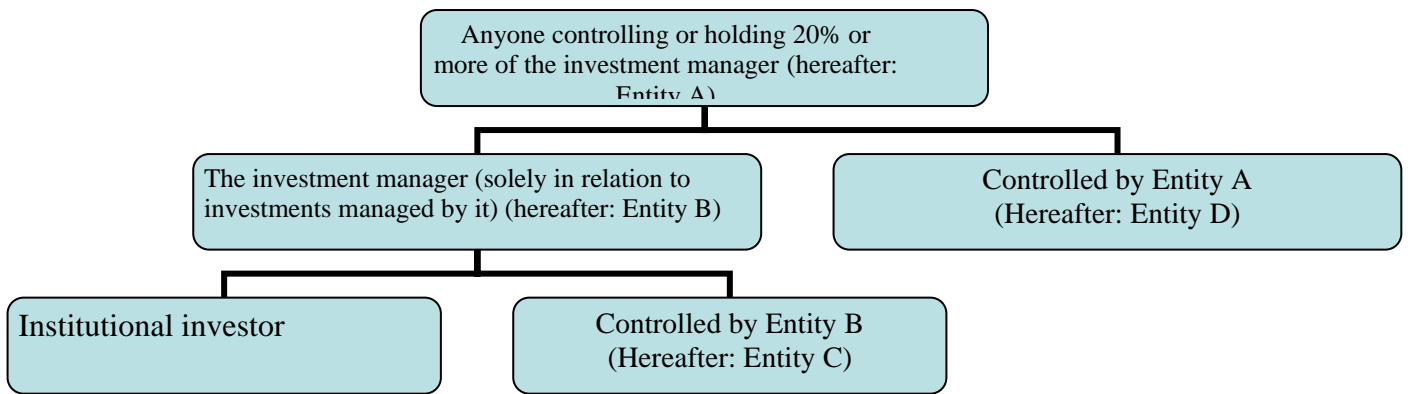 Anyone controlling or holding 20% or
more of the investment manager (hereafter:
Entity A)
The investment manager (solely in relation to
investments managed by it) (hereafter: Entity B)
Controlled by Entity A
(Hereafter: Entity D)
Institutional investor
Controlled by Entity B
(Hereafter: Entity C)